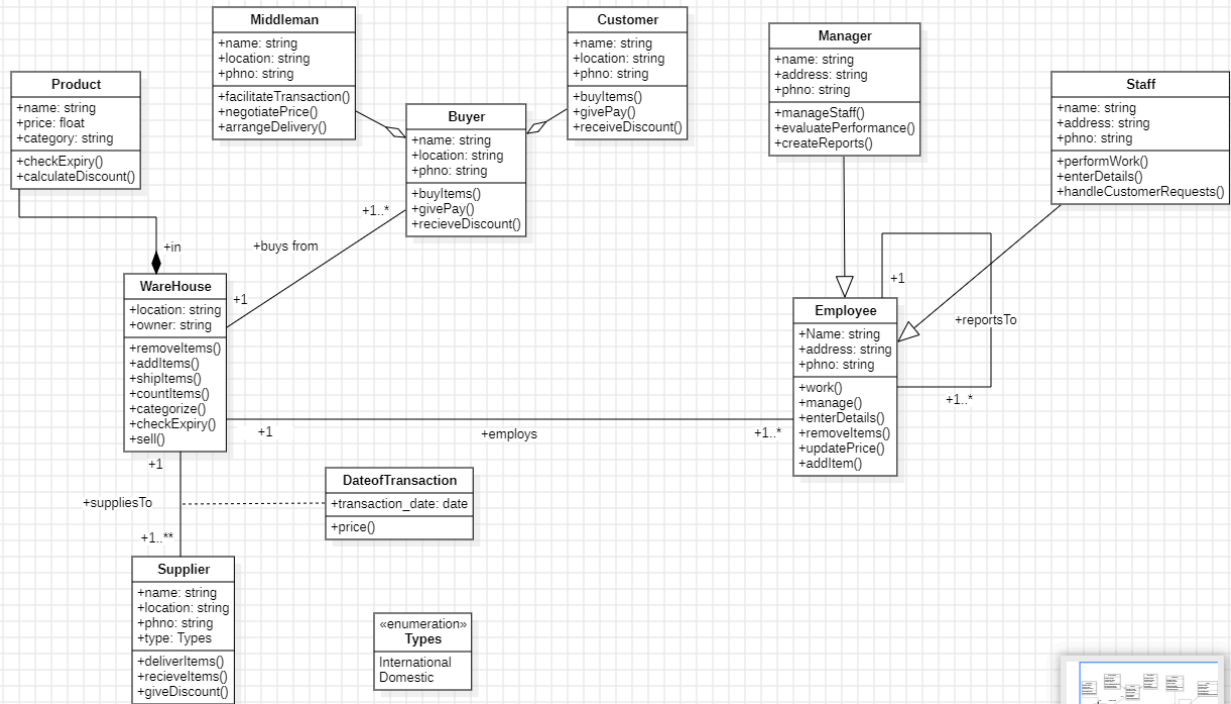 Middleman
+name: string
+location: string
+phno: string
+facilitateTransaction()
+negotiatePrice()
+arrangeDelivery()
Customer
+name: string
+location: string
+phno: string
+buyItems()
+givePay()
+receiveDiscount()
Manager
+name: string
+address: string
+phno: string
+manageStaff()
+evaluatePerformance()
+createReports()
Product
+name: string
+price: float
+category: string
+checkExpiry()
+calculateDiscount()
Staff
+name: string
+address: string
+phno: string
+performWork()
+enterDetails()
+handleCustomerRequests()
Buyer
+name: string
+location: string
+phno: string
+buyItems()
+givePay()
+recieveDiscount()
+1..*
+buys from
+1
+in
WareHouse
+location: string
+owner: string
+removeItems()
+addItems()
+shipItems()
+countItems()
+categorize()
+checkExpiry()
+sell()
+1
+reportsTo
+1..*
Employee
+Name: string
+address: string
+phno: string
+work()
+manage()
+enterDetails()
+removeItems()
+updatePrice()
+addItem()
+1
+employs
+1..*
+1
+suppliesTo
+1..**
DateofTransaction
+transaction_date: date
+price()
Supplier
+name: string
+location: string
+phno: string
+type: Types
+deliverItems()
+recieveItems()
+giveDiscount()
«enumeration»
Types
International
Domestic